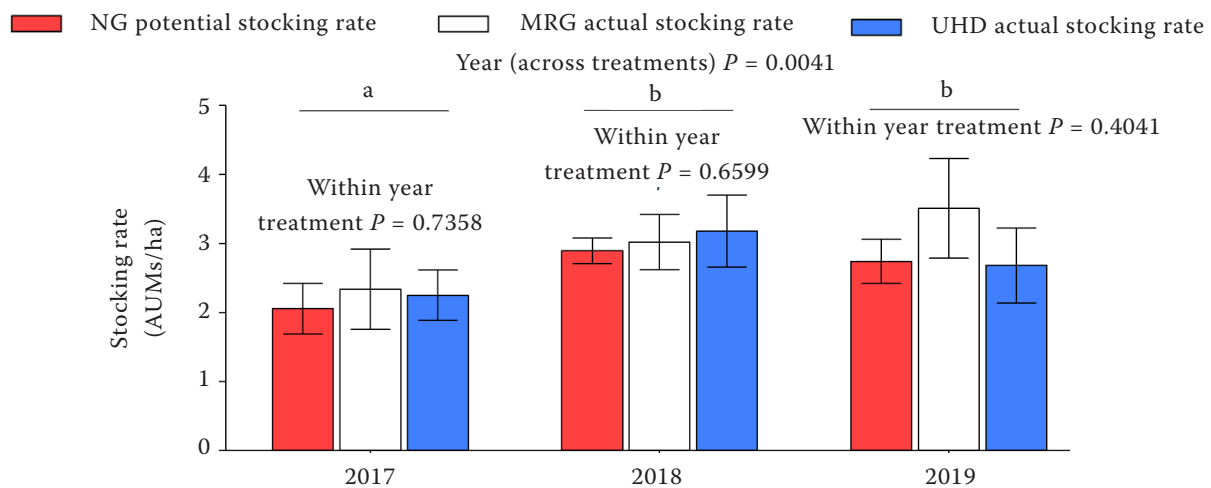 NG potential stocking rate MRG actual stocking rate UHD actual stocking rate
Year (across treatments) P = 0.0041
a b b
5
Within year treatment P = 0.4041
Within year
treatment P = 0.6599
4
Within year
treatment P = 0.7358
3
2
1
0
Stocking rate
(AUMs/ha)
2017 2018 2019